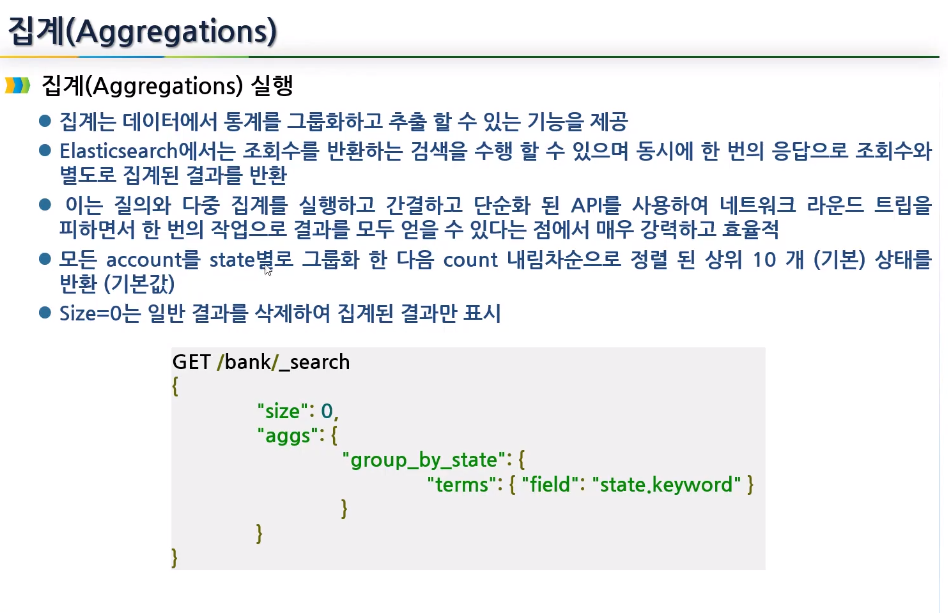 집계(Aggregations)
집계(Aggregations) 실행
집계는 데이터에서 통계를 그룹화하고 추출 할 수 있는 기능을 제공
Elasticsearch에서는 조회수를 반환하는 검색을 수행 할 수 있으며 동시에 한 번의 응답으로 조회수와
별도로 집계된 결과를 반환
이는 질의와 다중 집계를 실행하고 간결하고 단순화 된 API를 사용하여 네트워크 라운드 트립을
피하면서 한 번의 작업으로 결과를 모두 얻을 수 있다는 점에서 매우 강력하고 효율적
모든 account를 state별로 그룹화 한 다음 count 내림차순으로 정렬 된 상위 10 개 (기본) 상태를
반환 (기본값)
Size=0는 일반 결과를 삭제하여 집계된 결과만 표시
GET /bank/_search
{
"size": 0,
"aggs": {
"group_by_state": {
"terms": { "field": "state.keyword" }
}
}
}